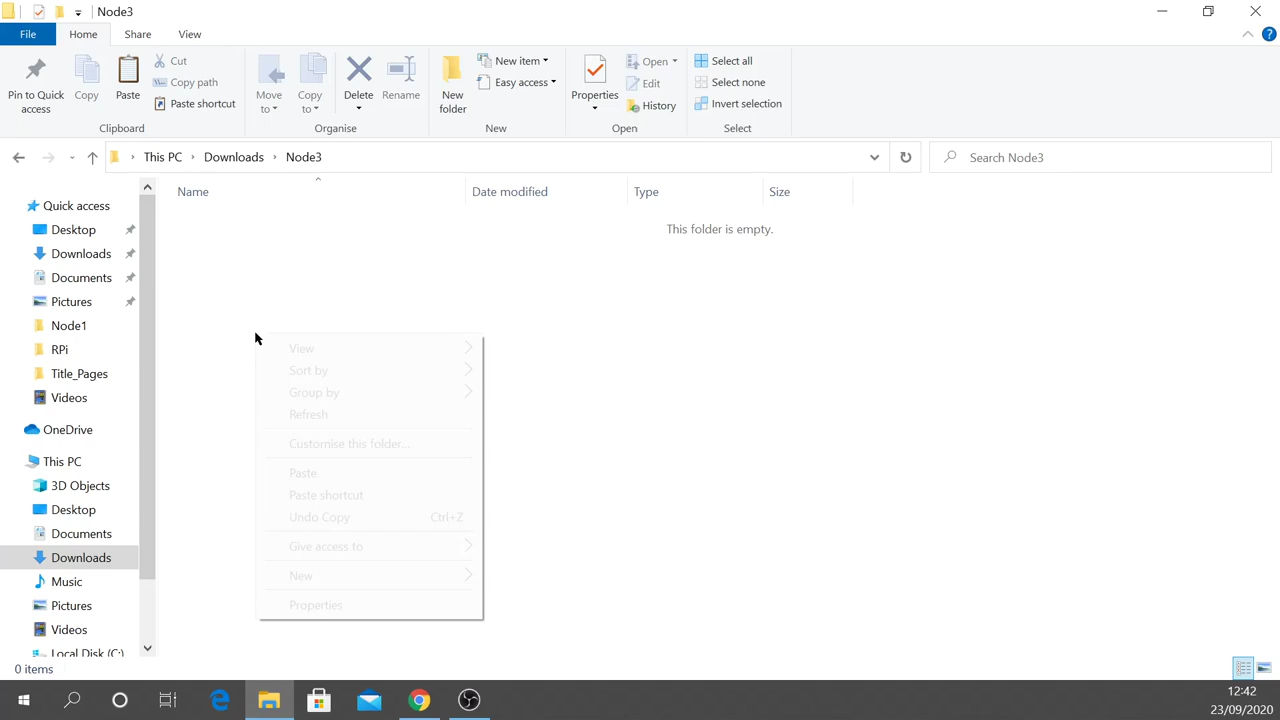 Node3
File
Home
Share
View
Pin to Quick
access
Copy
Paste
Cut
Copy path
Paste shortcut
Clipboard
Move
to
Copy
to
Delete
Rename
Organise
New
folder
New item
Easy access
New
Properties
Open
Edit
History
Open
Select all
Select none
Invert selection
Select
This PC
Downloads
Node3
Search Node3
Name
Date modified
Type
Size
This folder is empty.
Quick access
Desktop
Downloads
Documents
Pictures
Node1
RPi
Title_Pages
Videos
OneDrive
This PC
3D Objects
Desktop
Documents
Downloads
Music
Pictures
Videos
Local Disk (C:)
View
Sort by
Group by
Refresh
Customise this folder...
Paste
Paste shortcut
Undo Copy Ctrl+Z
Give access to
New
Properties
0 items
12:42
23/09/2020